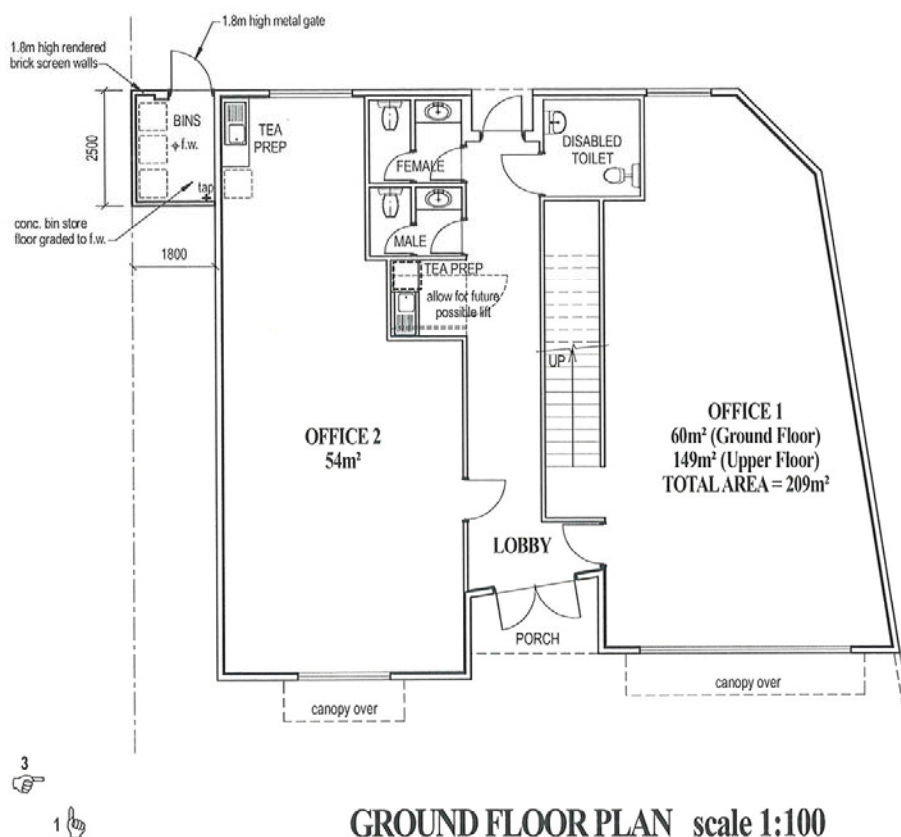 1.8m high metal gate
1.8m high rendered
brick screen walls
BINS
f.w.
tap
2500
conc. bin store
floor graded to f.w.
1800
TEA
PREP
FEMALE
MALE
TEA PREP
allow for future
possible lift
DISABLED
TOILET
UP
OFFICE 2
54m²
OFFICE 1
60m² (Ground Floor)
149m² (Upper Floor)
TOTAL AREA = 209m²
LOBBY
PORCH
canopy over
canopy over
3
1
GROUND FLOOR PLAN scale 1:100